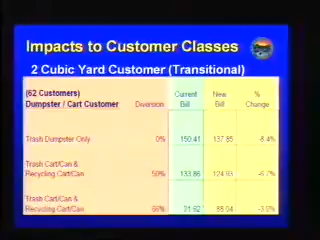 Impacts to Customer Classes
2 Cubic Yard Customer (Transitional)
(62 Customers)
Dumpster / Cart Customer Diversion Current Bill New Bill % Change
Trash Dumpster Only 0% 150.41 137.85 -8.4%
Trash Cart/Can &
Recycling Cart/Can 50% 133.86 124.93 -6.7%
Trash Cart/Can &
Recycling Cart/Can